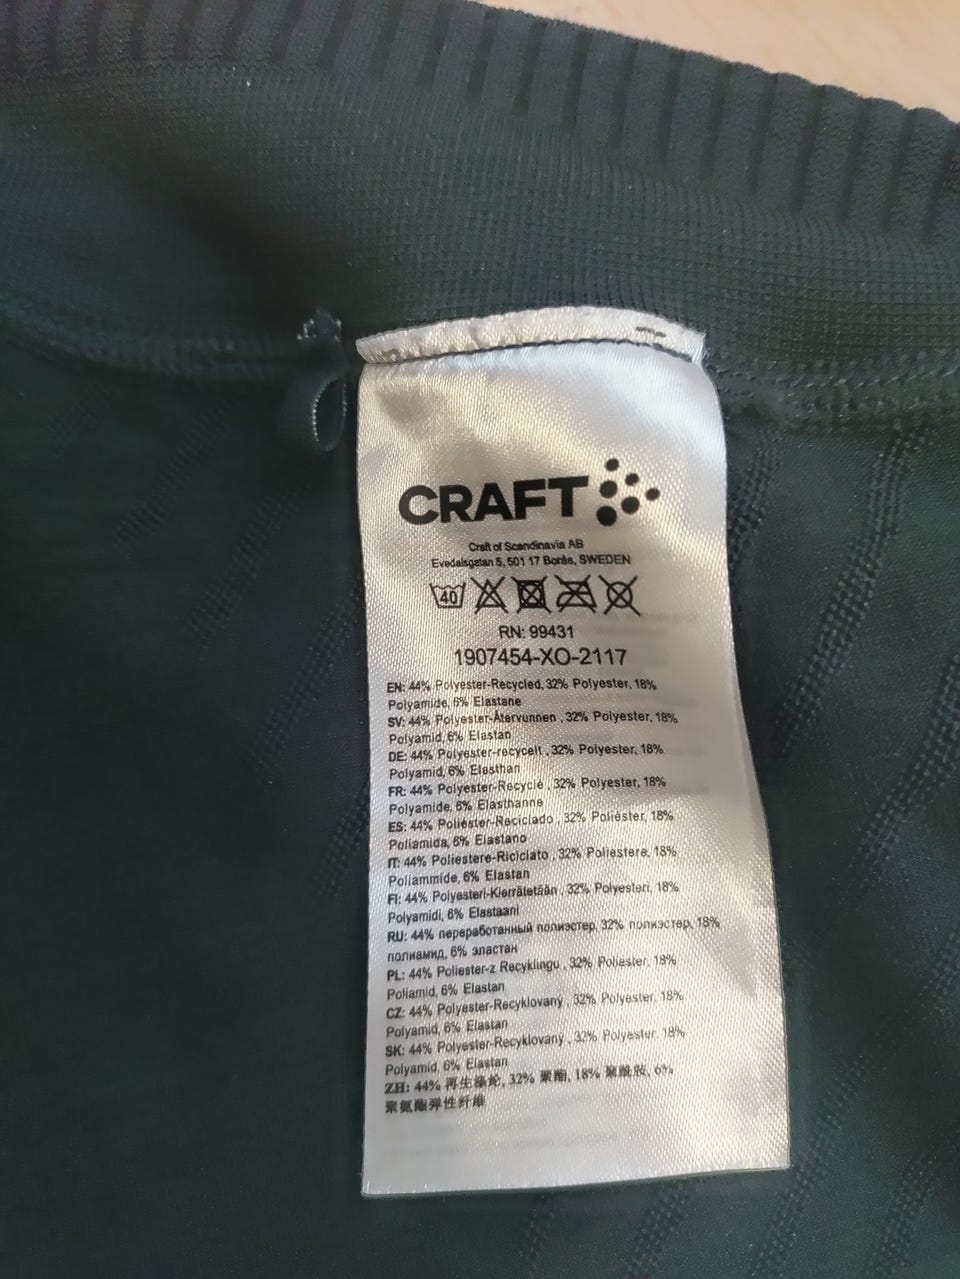 CRAFT
Craft of Scandinavia AB
Evedalsgatan 5, 501 17 Borås, SWEDEN
40
RN: 99431
1907454-XO-2117
EN: 44% Polyester-Recycled, 32% Polyester, 18%
Polyamide, 6% Elastane
SV: 44% Polyester-Återvunnen , 32% Polyester, 18%
Polyamid, 6% Elastan
DE: 44% Polyester-recycelt , 32% Polyester, 18%
Polyamid, 6% Elasthan
FR: 44% Polyester-Recyclé , 32% Polyester, 18%
Polyamide, 6% Elasthanne
ES: 44% Poliéster-Reciclado , 32% Poliéster, 18%
Poliamida, 6% Elastano
IT: 44% Poliestere-Riciclato , 32% Poliestere, 18%
Poliammide, 6% Elastan
FI: 44% Polyesteri-Kierrätetään , 32% Polyesteri, 18%
Polyamidi, 6% Elastaani
RU: 44% переработанный полиэстер, 32% полиэстер, 18%
полиамид, 6% эластан
PL: 44% Poliester-z Recyklingu , 32% Poliester, 18%
Poliamid, 6% Elastan
CZ: 44% Polyester-Recyklovaný , 32% Polyester, 18%
Polyamid, 6% Elastan
SK: 44% Polyester-Recyklovaný , 32% Polyester, 18%
Polyamid, 6% Elastan
ZH: 44% 再生涤纶, 32% 聚酯, 18% 聚酰胺, 6%
聚氨酯弹性纤维